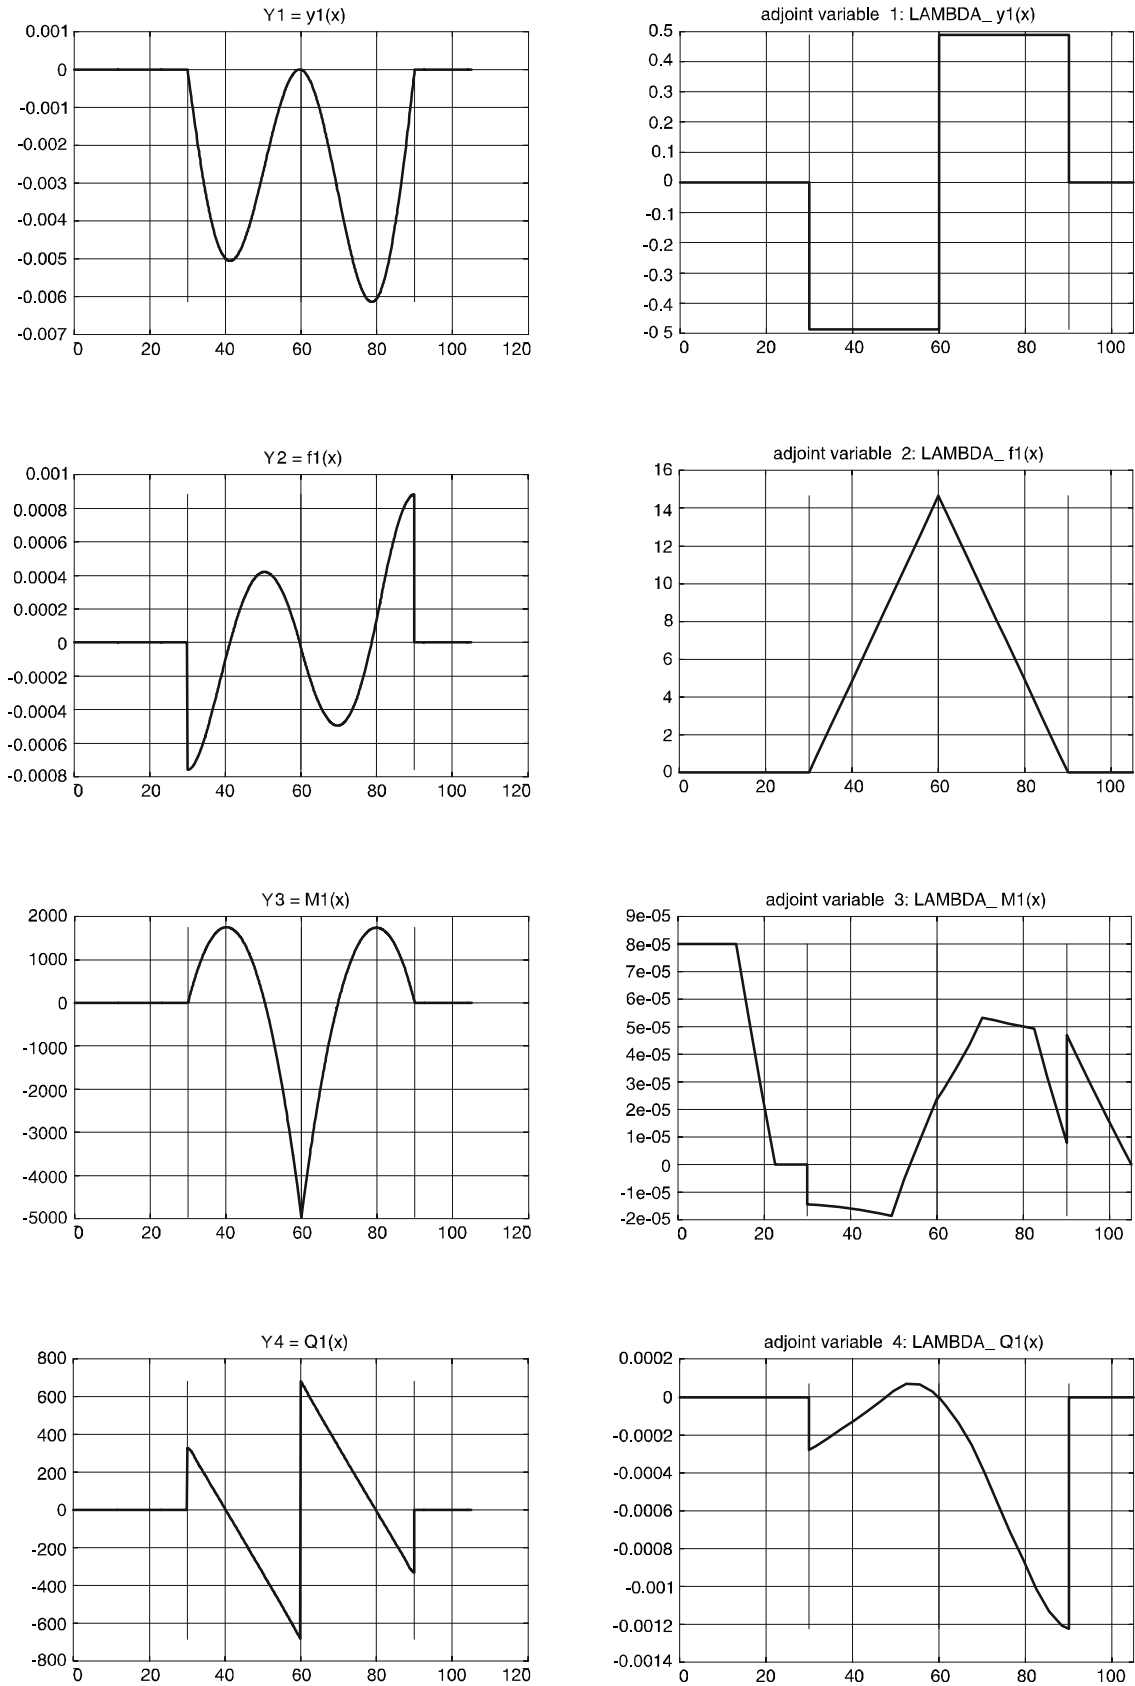 Y1 = y1(x)
0.001
0
-0.001
-0.002
-0.003
-0.004
-0.005
-0.006
-0.007
0 20 40 60 80 100 120
adjoint variable 1: LAMBDA_ y1(x)
0.5
0.4
0.3
0.2
0.1
0
-0.1
-0.2
-0.3
-0.4
-0.5
0 20 40 60 80 100
Y2 = f1(x)
0.001
0.0008
0.0006
0.0004
0.0002
0
-0.0002
-0.0004
-0.0006
-0.0008
0 20 40 60 80 100 120
adjoint variable 2: LAMBDA_ f1(x)
16
14
12
10
8
6
4
2
0
0 20 40 60 80 100
Y3 = M1(x)
2000
1000
0
-1000
-2000
-3000
-4000
-5000
0 20 40 60 80 100 120
adjoint variable 3: LAMBDA_ M1(x)
9e-05
8e-05
7e-05
6e-05
5e-05
4e-05
3e-05
2e-05
1e-05
0
-1e-05
-2e-05
0 20 40 60 80 100
Y4 = Q1(x)
800
600
400
200
0
-200
-400
-600
-800
0 20 40 60 80 100 120
adjoint variable 4: LAMBDA_ Q1(x)
0.0002
0
-0.0002
-0.0004
-0.0006
-0.0008
-0.001
-0.0012
-0.0014
0 20 40 60 80 100